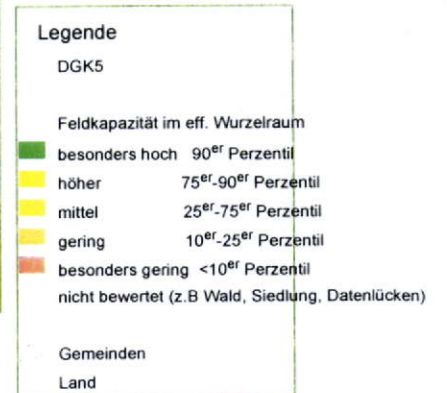 Legende
DGK5
Feldkapazität im eff. Wurzelraum
besonders hoch 90er Perzentil
höher 75er-90er Perzentil
mittel 25er-75er Perzentil
gering 10er-25er Perzentil
besonders gering <10er Perzentil
nicht bewertet (z.B Wald, Siedlung, Datenlücken)
Gemeinden
Land